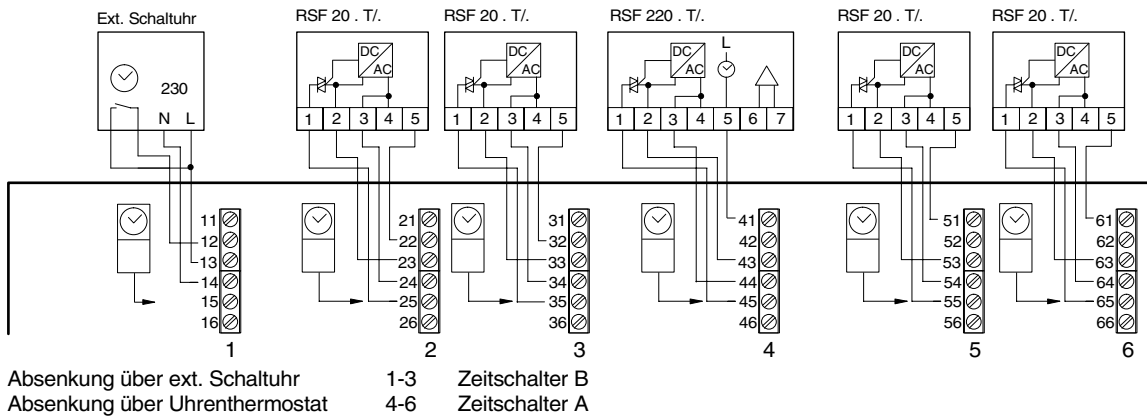 Ext. Schaltuhr RSF 20 . T/. RSF 20 . T/. RSF 220 . T/. RSF 20 . T/. RSF 20 . T/.
L
DC DC DC DC DC
AC AC AC AC AC
230
N L
1 2 3 4 5 1 2 3 4 5 1 2 3 4 5 6 7 1 2 3 4 5 1 2 3 4 5
11 21 31 41 51 61
12 22 32 42 52 62
13 23 33 43 53 63
14 24 34 44 54 64
15 25 35 45 55 65
16 26 36 46 56 66
1 2 3 4 5 6
Absenkung über ext. Schaltuhr 1-3 Zeitschalter B
Absenkung über Uhrenthermostat 4-6 Zeitschalter A